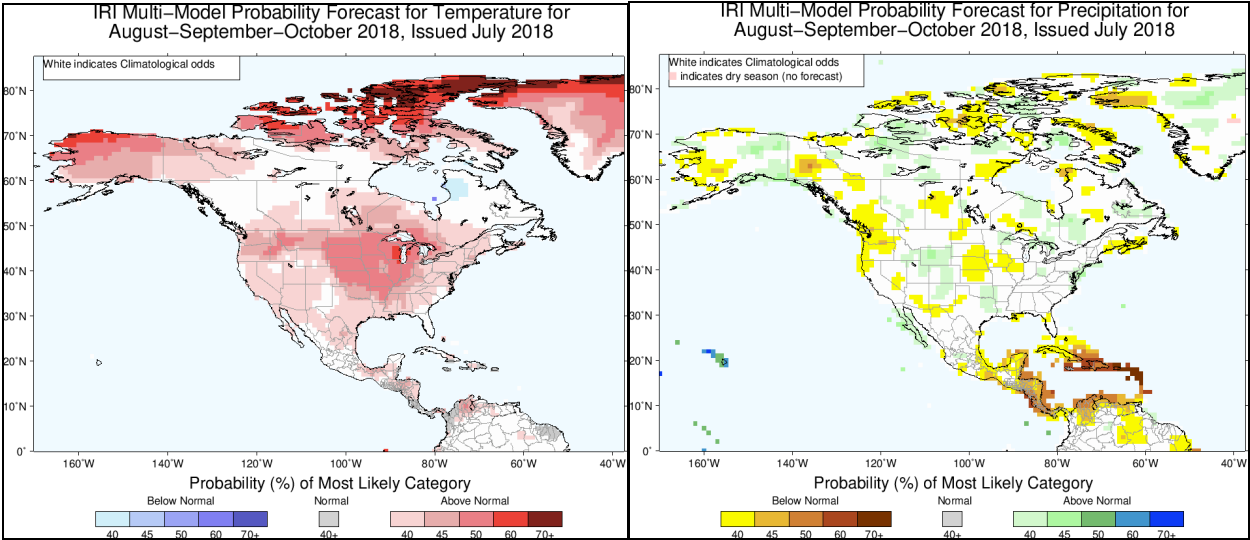 IRI Multi−Model Probability Forecast for Temperature for
August−September−October 2018, Issued July 2018
White indicates Climatological odds
80°N
70°N
60°N
50°N
40°N
30°N
20°N
10°N
0°
160°W
140°W
120°W
100°W
80°W
60°W
40°W
Probability (%) of Most Likely Category
Below Normal
Normal
Above Normal
40
45
50
60
70+
40+
40
45
50
60
70+
IRI Multi−Model Probability Forecast for Precipitation for
August−September−October 2018, Issued July 2018
White indicates Climatological odds
indicates dry season (no forecast)
80°N
70°N
60°N
50°N
40°N
30°N
20°N
10°N
0°
160°W
140°W
120°W
100°W
80°W
60°W
40°W
Probability (%) of Most Likely Category
Below Normal
Normal
Above Normal
40
45
50
60
70+
40+
40
45
50
60
70+